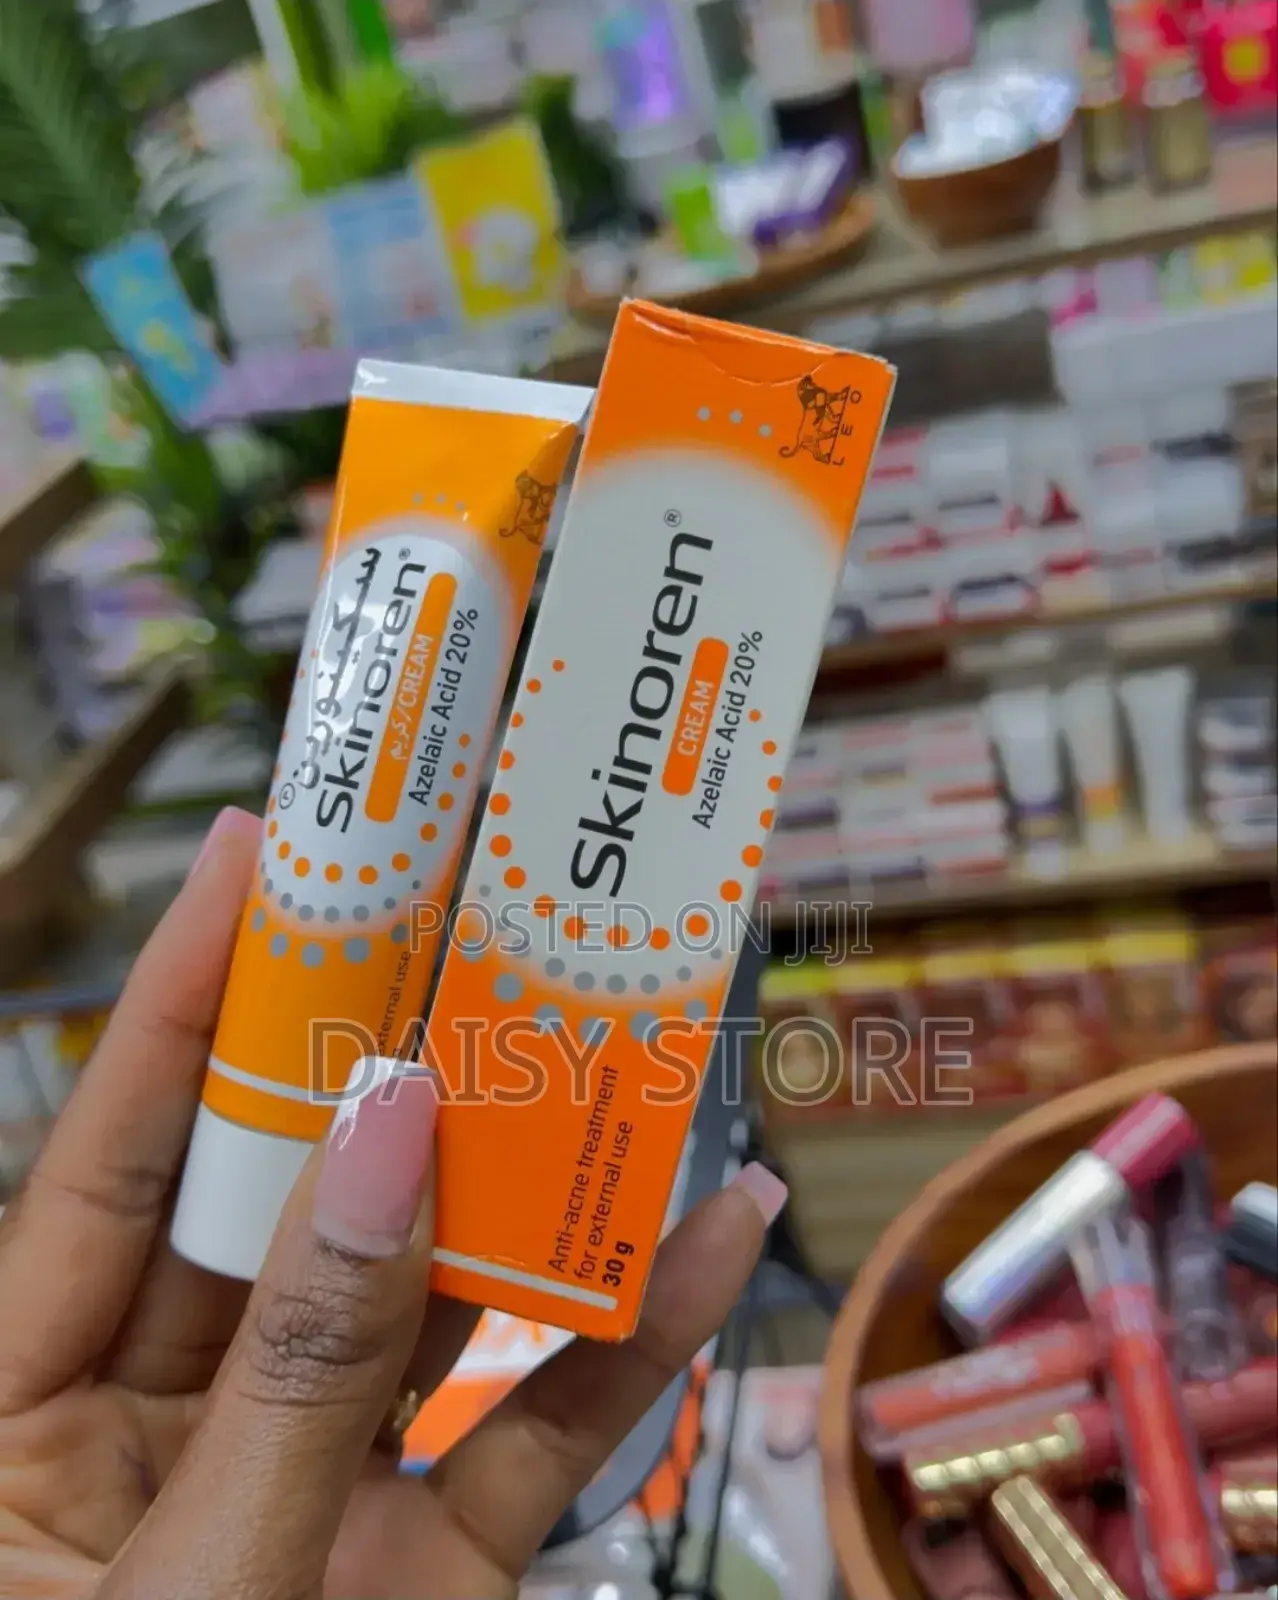 سكينورين®
Skinoren®
كريم/CREAM
Azelaic Acid 20%
external use
LEO
Skinoren®
CREAM
Azelaic Acid 20%
Anti-acne treatment
for external use
30 g
POSTED ON JIJI
DAISY STORE